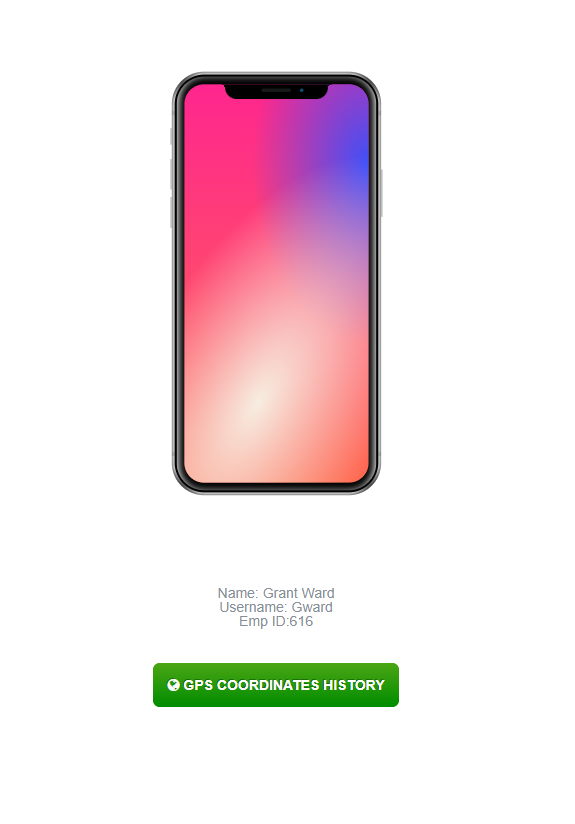 Name: Grant Ward
Username: Gward
Emp ID:616
GPS COORDINATES HISTORY